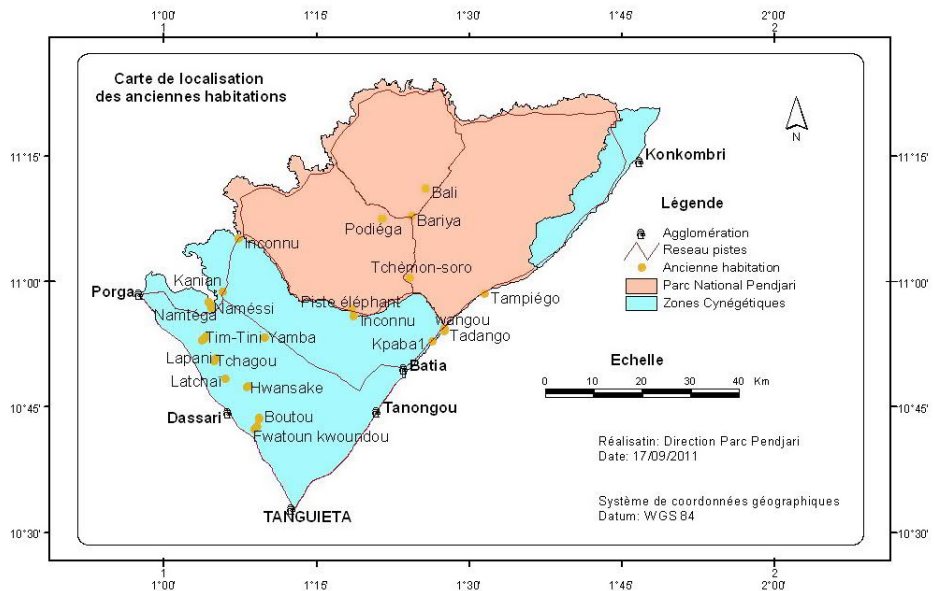 1°00' 1°15' 1°30' 1°45' 2°00'
1 2
Carte de localisation
des anciennes habitations
11°15' 11°15'
Konkombri
N
Bali
Légende
Podiéga Bariya
Agglomération
Inconnu
Reseau pistes
Tchèmon-soro
Ancienne habitation
Kanian
11°00' 11°00'
Parc National Pendjari
Porga
Tampiégo
Zones Cynégétiques
Namtéga Naméssi
Piste éléphant
Inconnu
Wangou
Tim-Tini Yamba
Tadango
Kpaba1
Lapani Tchagou
Batia
Echelle
Latchai
Hwansake
0 10 20 30 40 Km
10°45' 10°45'
Dassari
Boutou
Tanongou
Fwatoun kwoundou
Réalisatin: Direction Parc Pendjari
Date: 17/09/2011
TANGUIETA
Système de coordonnées géographiques
Datum: WGS 84
10°30' 10°30'
1 2
1°00' 1°15' 1°30' 1°45' 2°00'